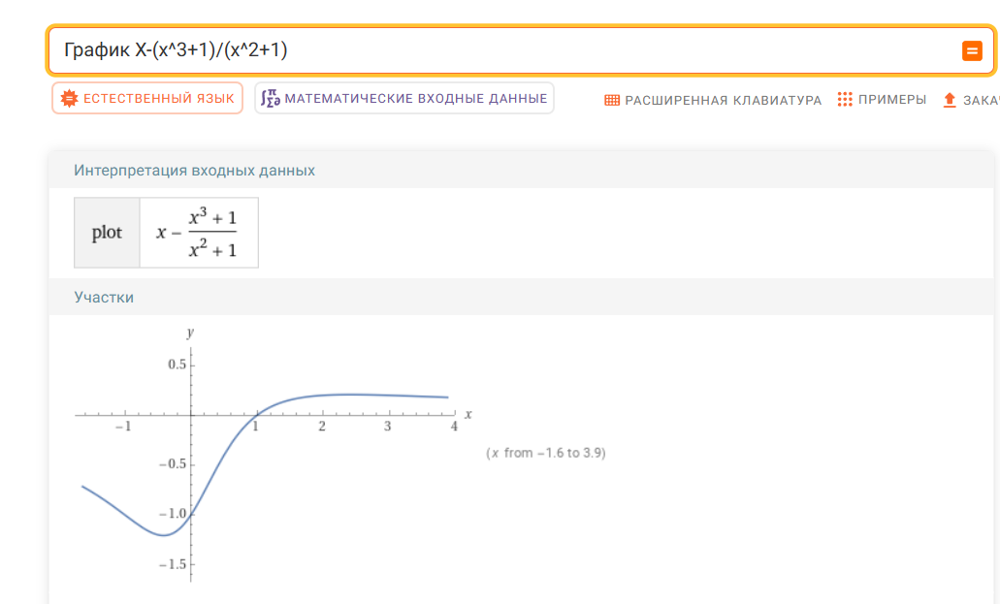 График X-(x^3+1)/(x^2+1)
ЕСТЕСТВЕННЫЙ ЯЗЫК
∫π Σ∂ МАТЕМАТИЧЕСКИЕ ВХОДНЫЕ ДАННЫЕ
РАСШИРЕННАЯ КЛАВИАТУРА
ПРИМЕРЫ
ЗАКА
Интерпретация входных данных
plot x − (x^3 + 1)/(x^2 + 1)
Участки
y
0.5
−1 1 2 3 4 x
(x from −1.6 to 3.9)
−0.5
−1.0
−1.5